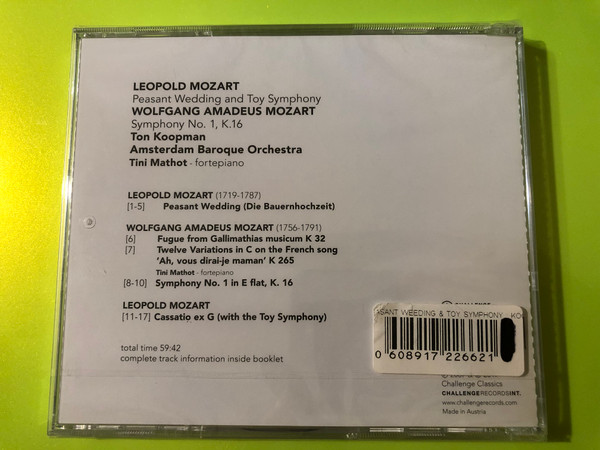 LEOPOLD MOZART
Peasant Wedding and Toy Symphony
WOLFGANG AMADEUS MOZART
Symphony No. 1, K.16
Ton Koopman
Amsterdam Baroque Orchestra
Tini Mathot - fortepiano
LEOPOLD MOZART (1719-1787)
[1-5] Peasant Wedding (Die Bauernhochzeit)
WOLFGANG AMADEUS MOZART (1756-1791)
[6] Fugue from Gallimathias musicum K 32
[7] Twelve Variations in C on the French song
'Ah, vous dirai-je maman' K 265
Tini Mathot - fortepiano
[8-10] Symphony No. 1 in E flat, K. 16
LEOPOLD MOZART
[11-17] Cassatio ex G (with the Toy Symphony)
total time 59:42
complete track information inside booklet
WEEDING & TOY SYMPHONY
0 608917 226621
Challenge Classics
CHALLENGERECORDSINT.
www.challengerecords.com
Made in Austria